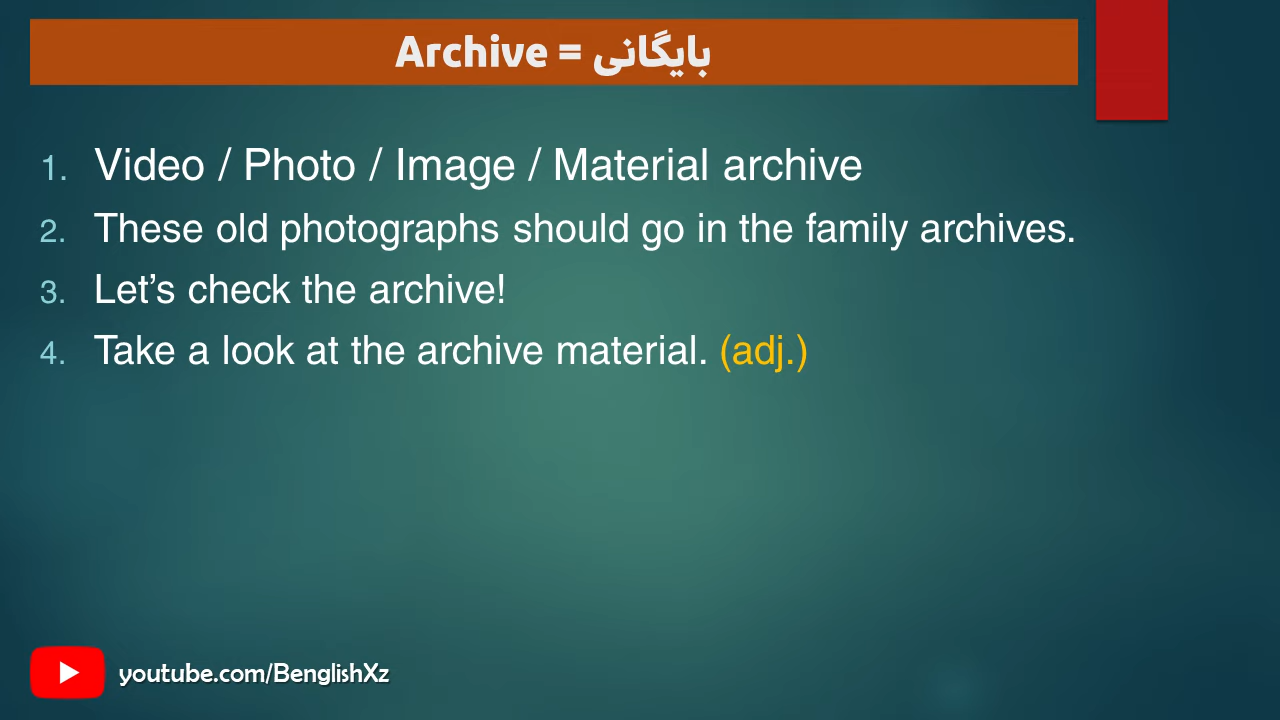 Archive = بایگانی
1. Video / Photo / Image / Material archive
2. These old photographs should go in the family archives.
3. Let’s check the archive!
4. Take a look at the archive material. (adj.)
youtube.com/BenglishXz